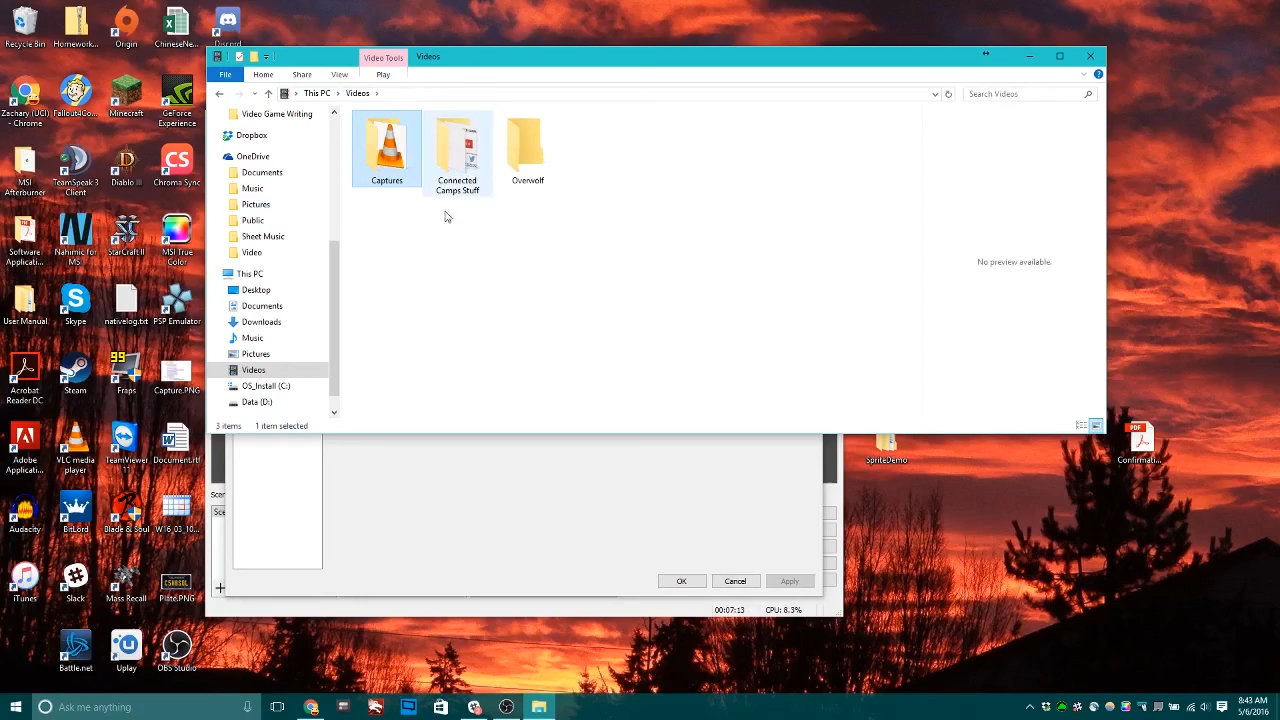 Recycle Bin
Homework...
Origin
ChineseNe...
Discord
Zachary (UCI)
- Chrome
Fallout4Co...
Minecraft
GeForce
Experience
MSI
Afterburner
TeamSpeak 3
Client
Diablo III
Chroma Sync
Software
Applicati...
Nahimic for
MSI
StarCraft II
MSI True
Color
User Manual
Skype
nativelog.txt
PSP Emulator
Acrobat
Reader DC
Steam
99
Fraps
Capture.PNG
Adobe
Applicati...
VLC media
player
TeamViewer
11
Document.rtf
Audacity
BitLord
Blade & Soul
W16_03_10...
iTunes
Slack
Mass Recall
Plate.PNG
Battle.net
Uplay
OBS Studio
Video Tools
Videos
File
Home
Share
View
Play
This PC
Videos
Search Videos
Video Game Writing
Dropbox
OneDrive
Documents
Music
Pictures
Public
Sheet Music
Video
This PC
Desktop
Documents
Downloads
Music
Pictures
Videos
OS_Install (C:)
Data (D:)
Captures
Connected
Camps Stuff
Overwolf
No preview available.
3 items
1 item selected
OK
Cancel
Apply
00:07:13
CPU: 8.3%
SpriteDemo
PDF
Confirmati...
Ask me anything
8:43 AM
5/6/2016